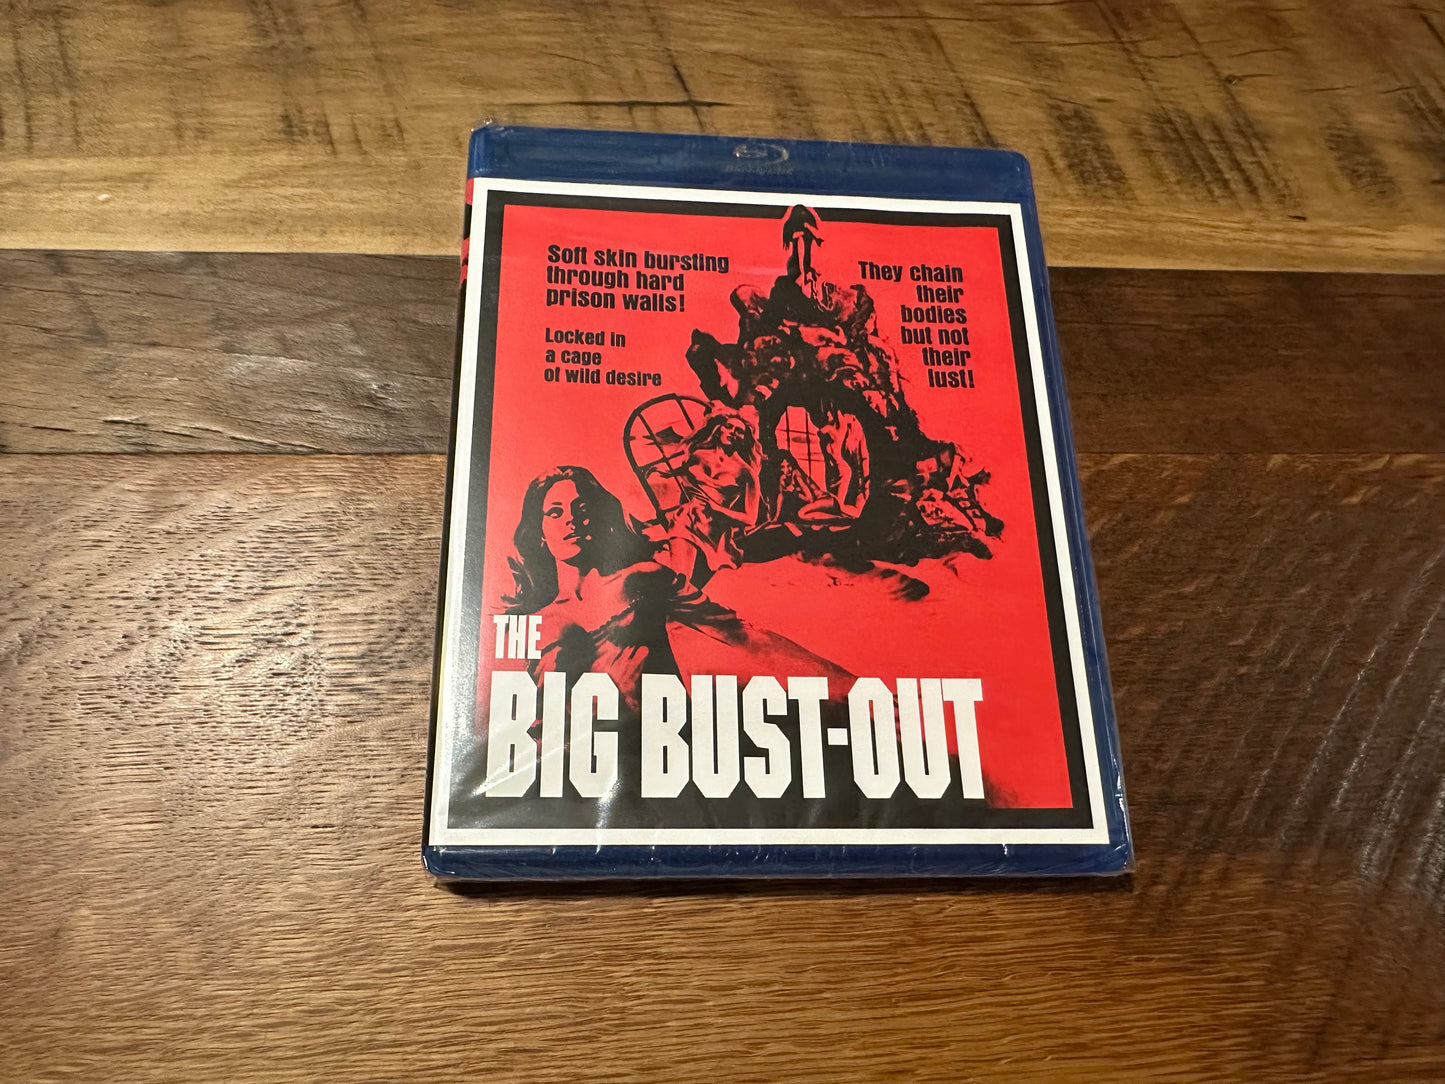 Soft skin bursting
through hard
prison walls!
Locked in
a cage
of wild desire
They chain
their
bodies
but not
their
lust!
THE
BIG BUST-OUT